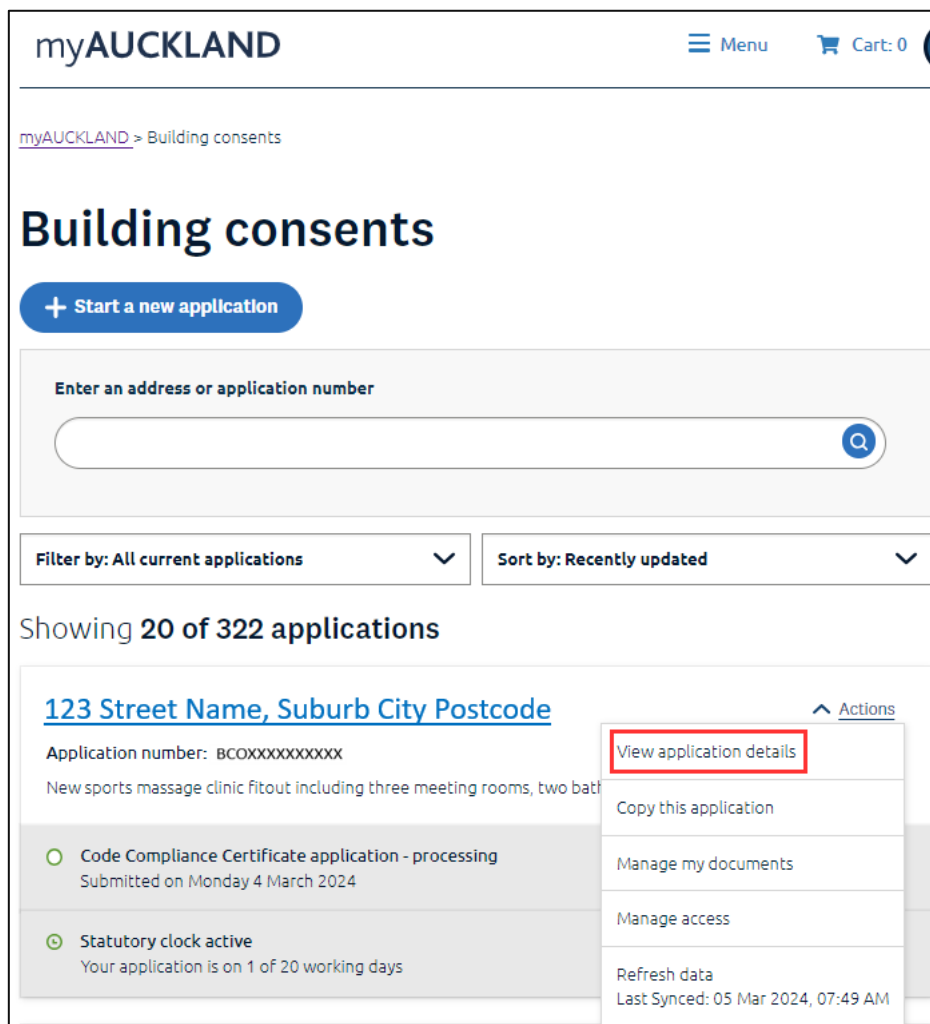 myAUCKLAND
Menu
Cart: 0
myAUCKLAND > Building consents
Building consents
+ Start a new application
Enter an address or application number
Filter by: All current applications
Sort by: Recently updated
Showing 20 of 322 applications
123 Street Name, Suburb City Postcode
Actions
Application number: BCOXXXXXXXXXX
New sports massage clinic fitout including three meeting rooms, two
View application details
Copy this application
Manage my documents
Manage access
Refresh data
Last Synced: 05 Mar 2024, 07:49 AM
Code Compliance Certificate application - processing
Submitted on Monday 4 March 2024
Statutory clock active
Your application is on 1 of 20 working days